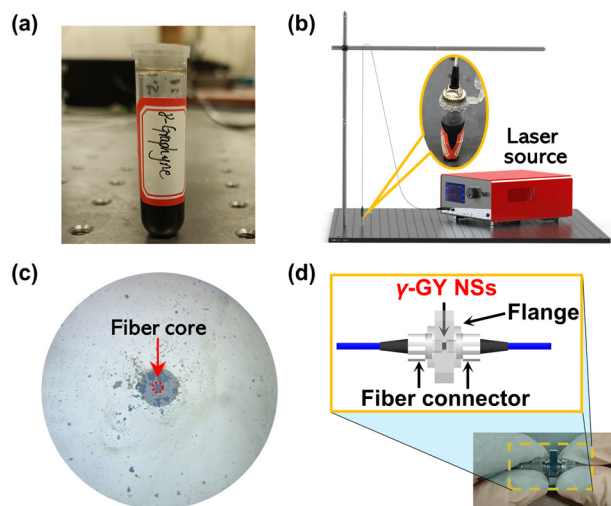 (a)
γ-Graphyne
(b)
Laser
source
(c)
Fiber core
(d)
γ-GY NSs
Flange
Fiber connector